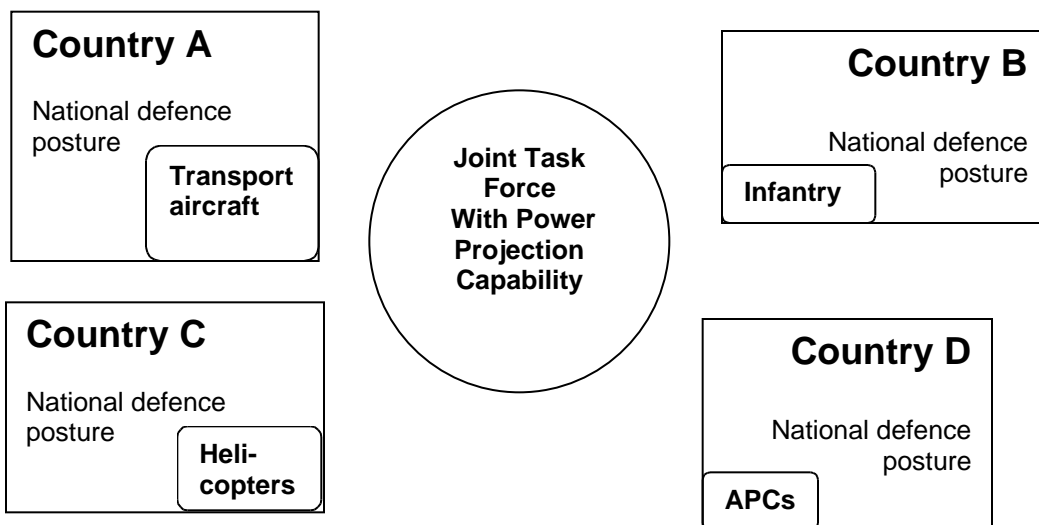 Country A
National defence
posture
Transport
aircraft
Joint Task
Force
With Power
Projection
Capability
Country B
National defence
posture
Infantry
Country C
National defence
posture
Heli-
copters
Country D
National defence
posture
APCs